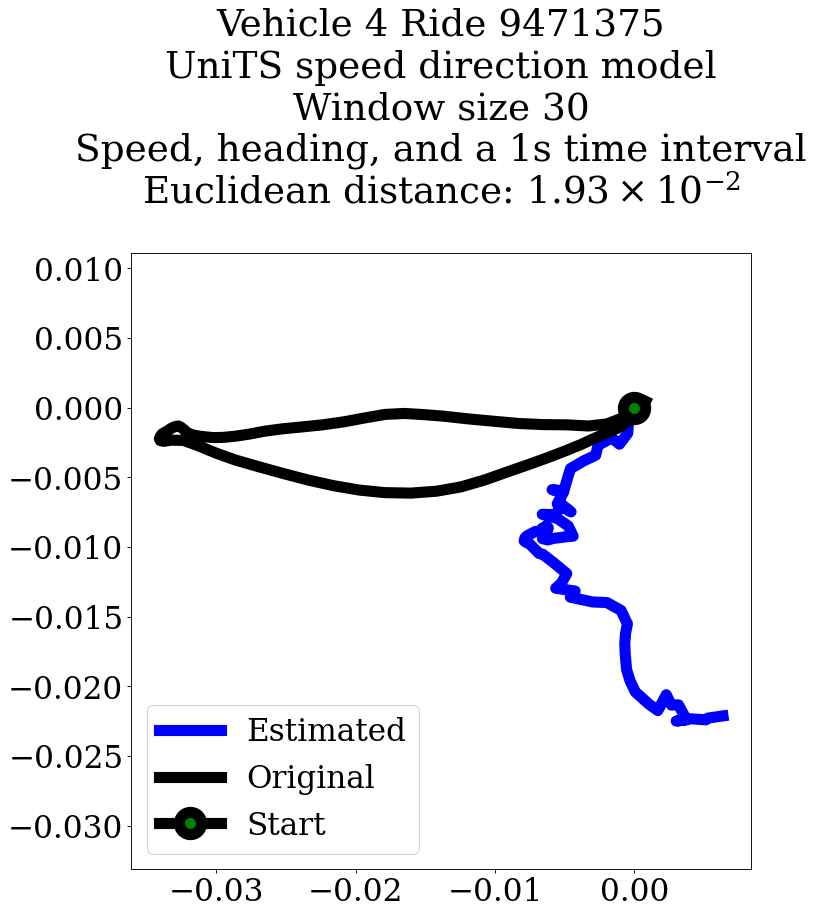 Vehicle 4 Ride 9471375
UniTS speed direction model
Window size 30
Speed, heading, and a 1s time interval
Euclidean distance: 1.93 × 10⁻²
0.010
0.005
0.000
−0.005
−0.010
−0.015
−0.020
−0.025
−0.030
Estimated
Original
Start
−0.03 −0.02 −0.01 0.00